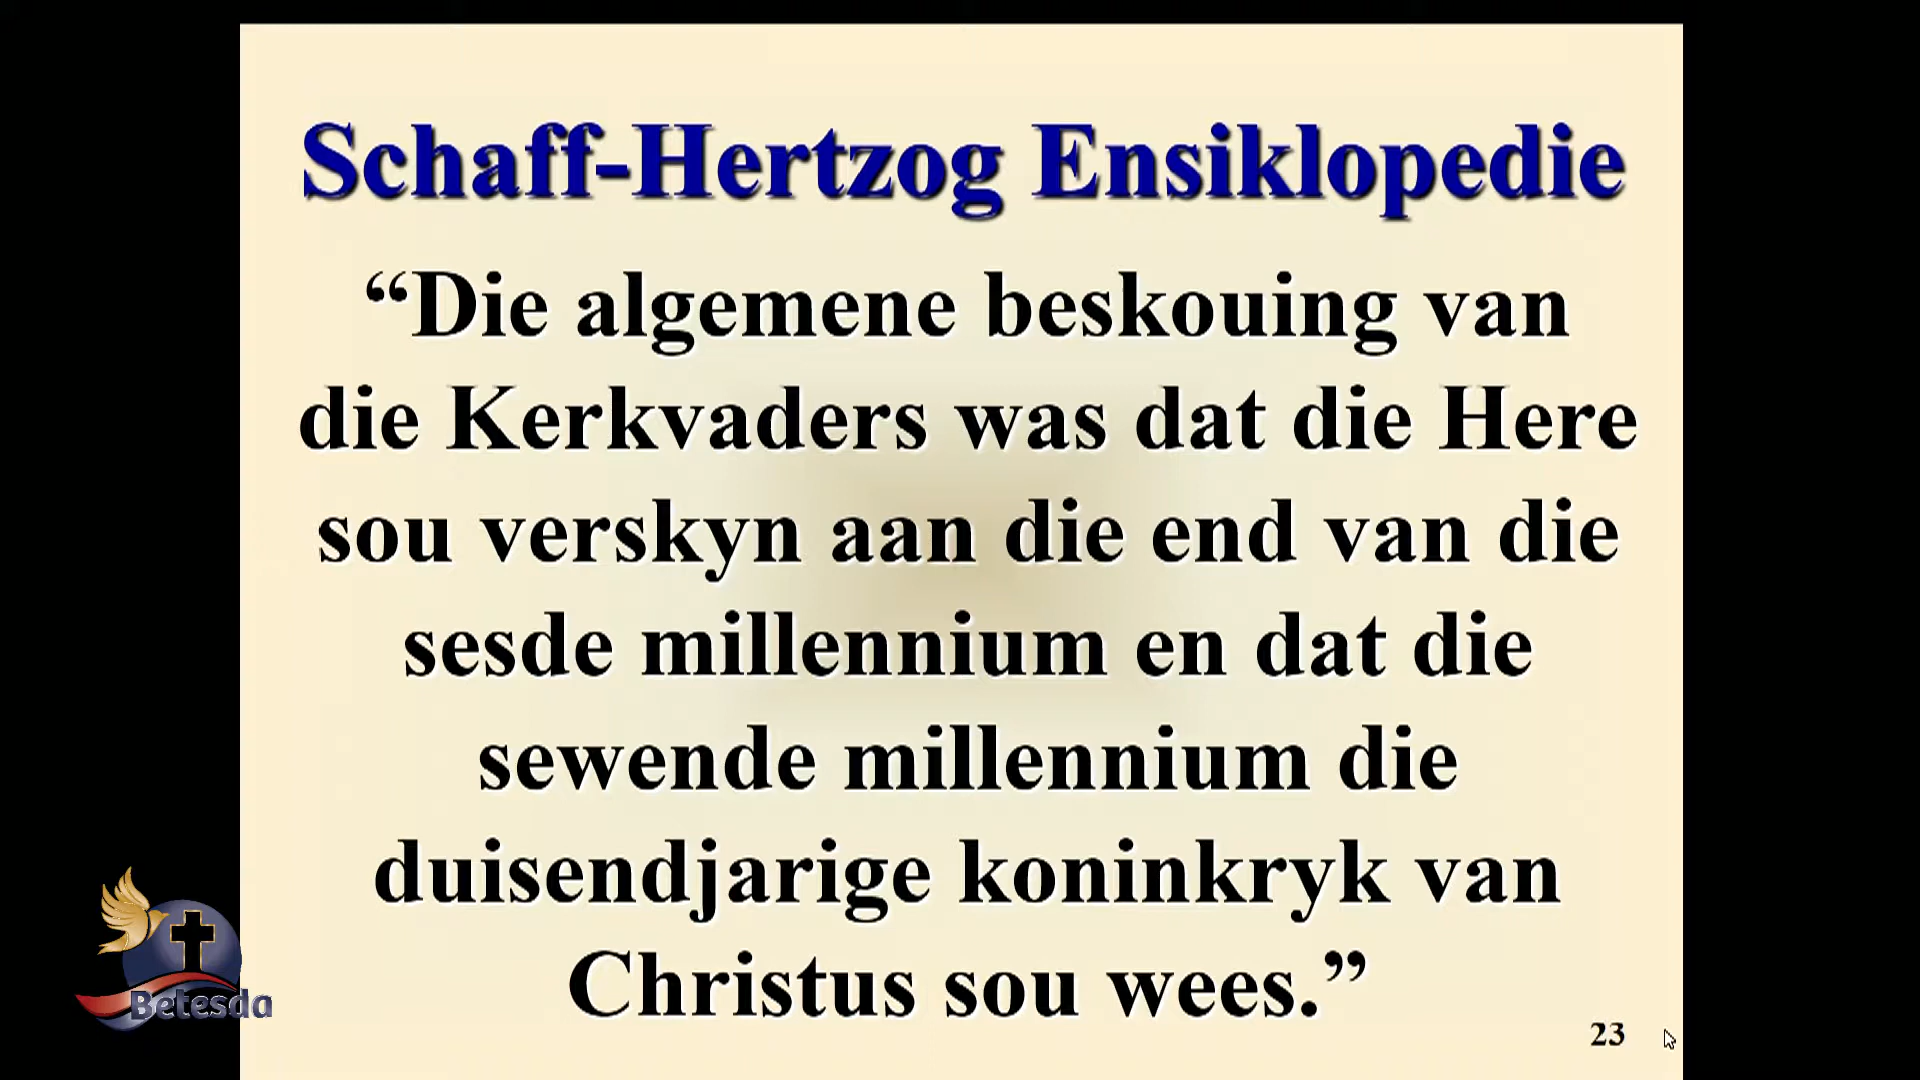 Schaff-Hertzog Ensiklopedie
“Die algemene beskouing van
die Kerkvaders was dat die Here
sou verskyn aan die end van die
sesde millennium en dat die
sewende millennium die
duisendjarige koninkryk van
Christus sou wees.”
Betesda
23